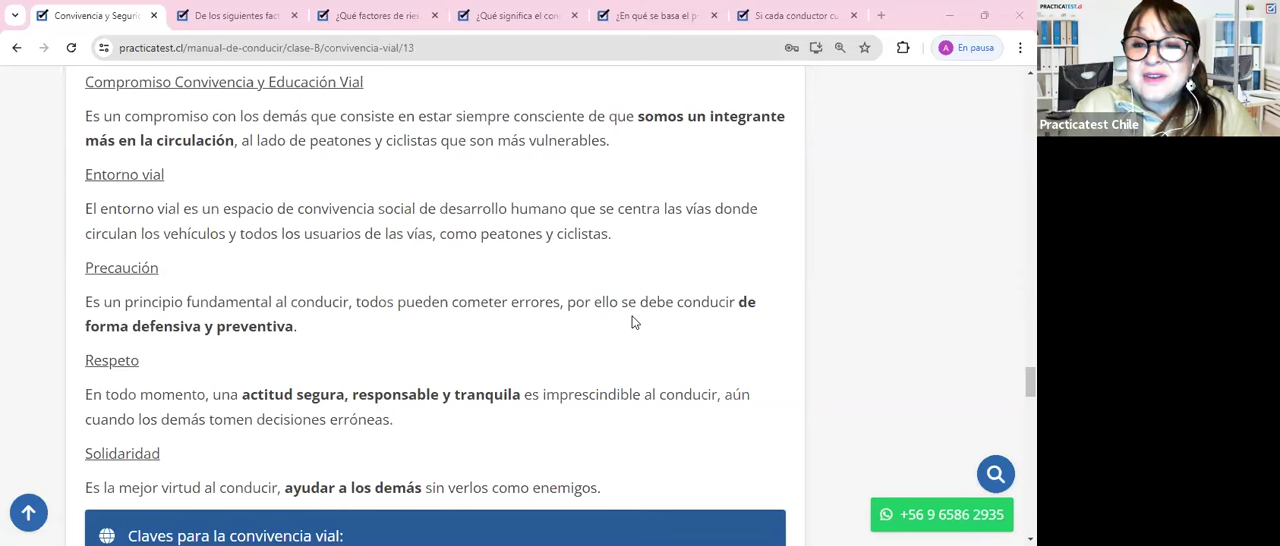 Convivencia y Seguri
De los siguientes fact
¿Qué factores de ries
¿Qué significa el con
¿En qué se basa el p
Si cada conductor cu
practicatest.cl/manual-de-conducir/clase-B/convivencia-vial/13
A
En pausa
PRACTICATEST.CL
Practicatest Chile
Compromiso Convivencia y Educación Vial
Es un compromiso con los demás que consiste en estar siempre consciente de que somos un integrante
más en la circulación, al lado de peatones y ciclistas que son más vulnerables.
Entorno vial
El entorno vial es un espacio de convivencia social de desarrollo humano que se centra las vías donde
circulan los vehículos y todos los usuarios de las vías, como peatones y ciclistas.
Precaución
Es un principio fundamental al conducir, todos pueden cometer errores, por ello se debe conducir de
forma defensiva y preventiva.
Respeto
En todo momento, una actitud segura, responsable y tranquila es imprescindible al conducir, aún
cuando los demás tomen decisiones erróneas.
Solidaridad
Es la mejor virtud al conducir, ayudar a los demás sin verlos como enemigos.
+56 9 6586 2935
Claves para la convivencia vial: